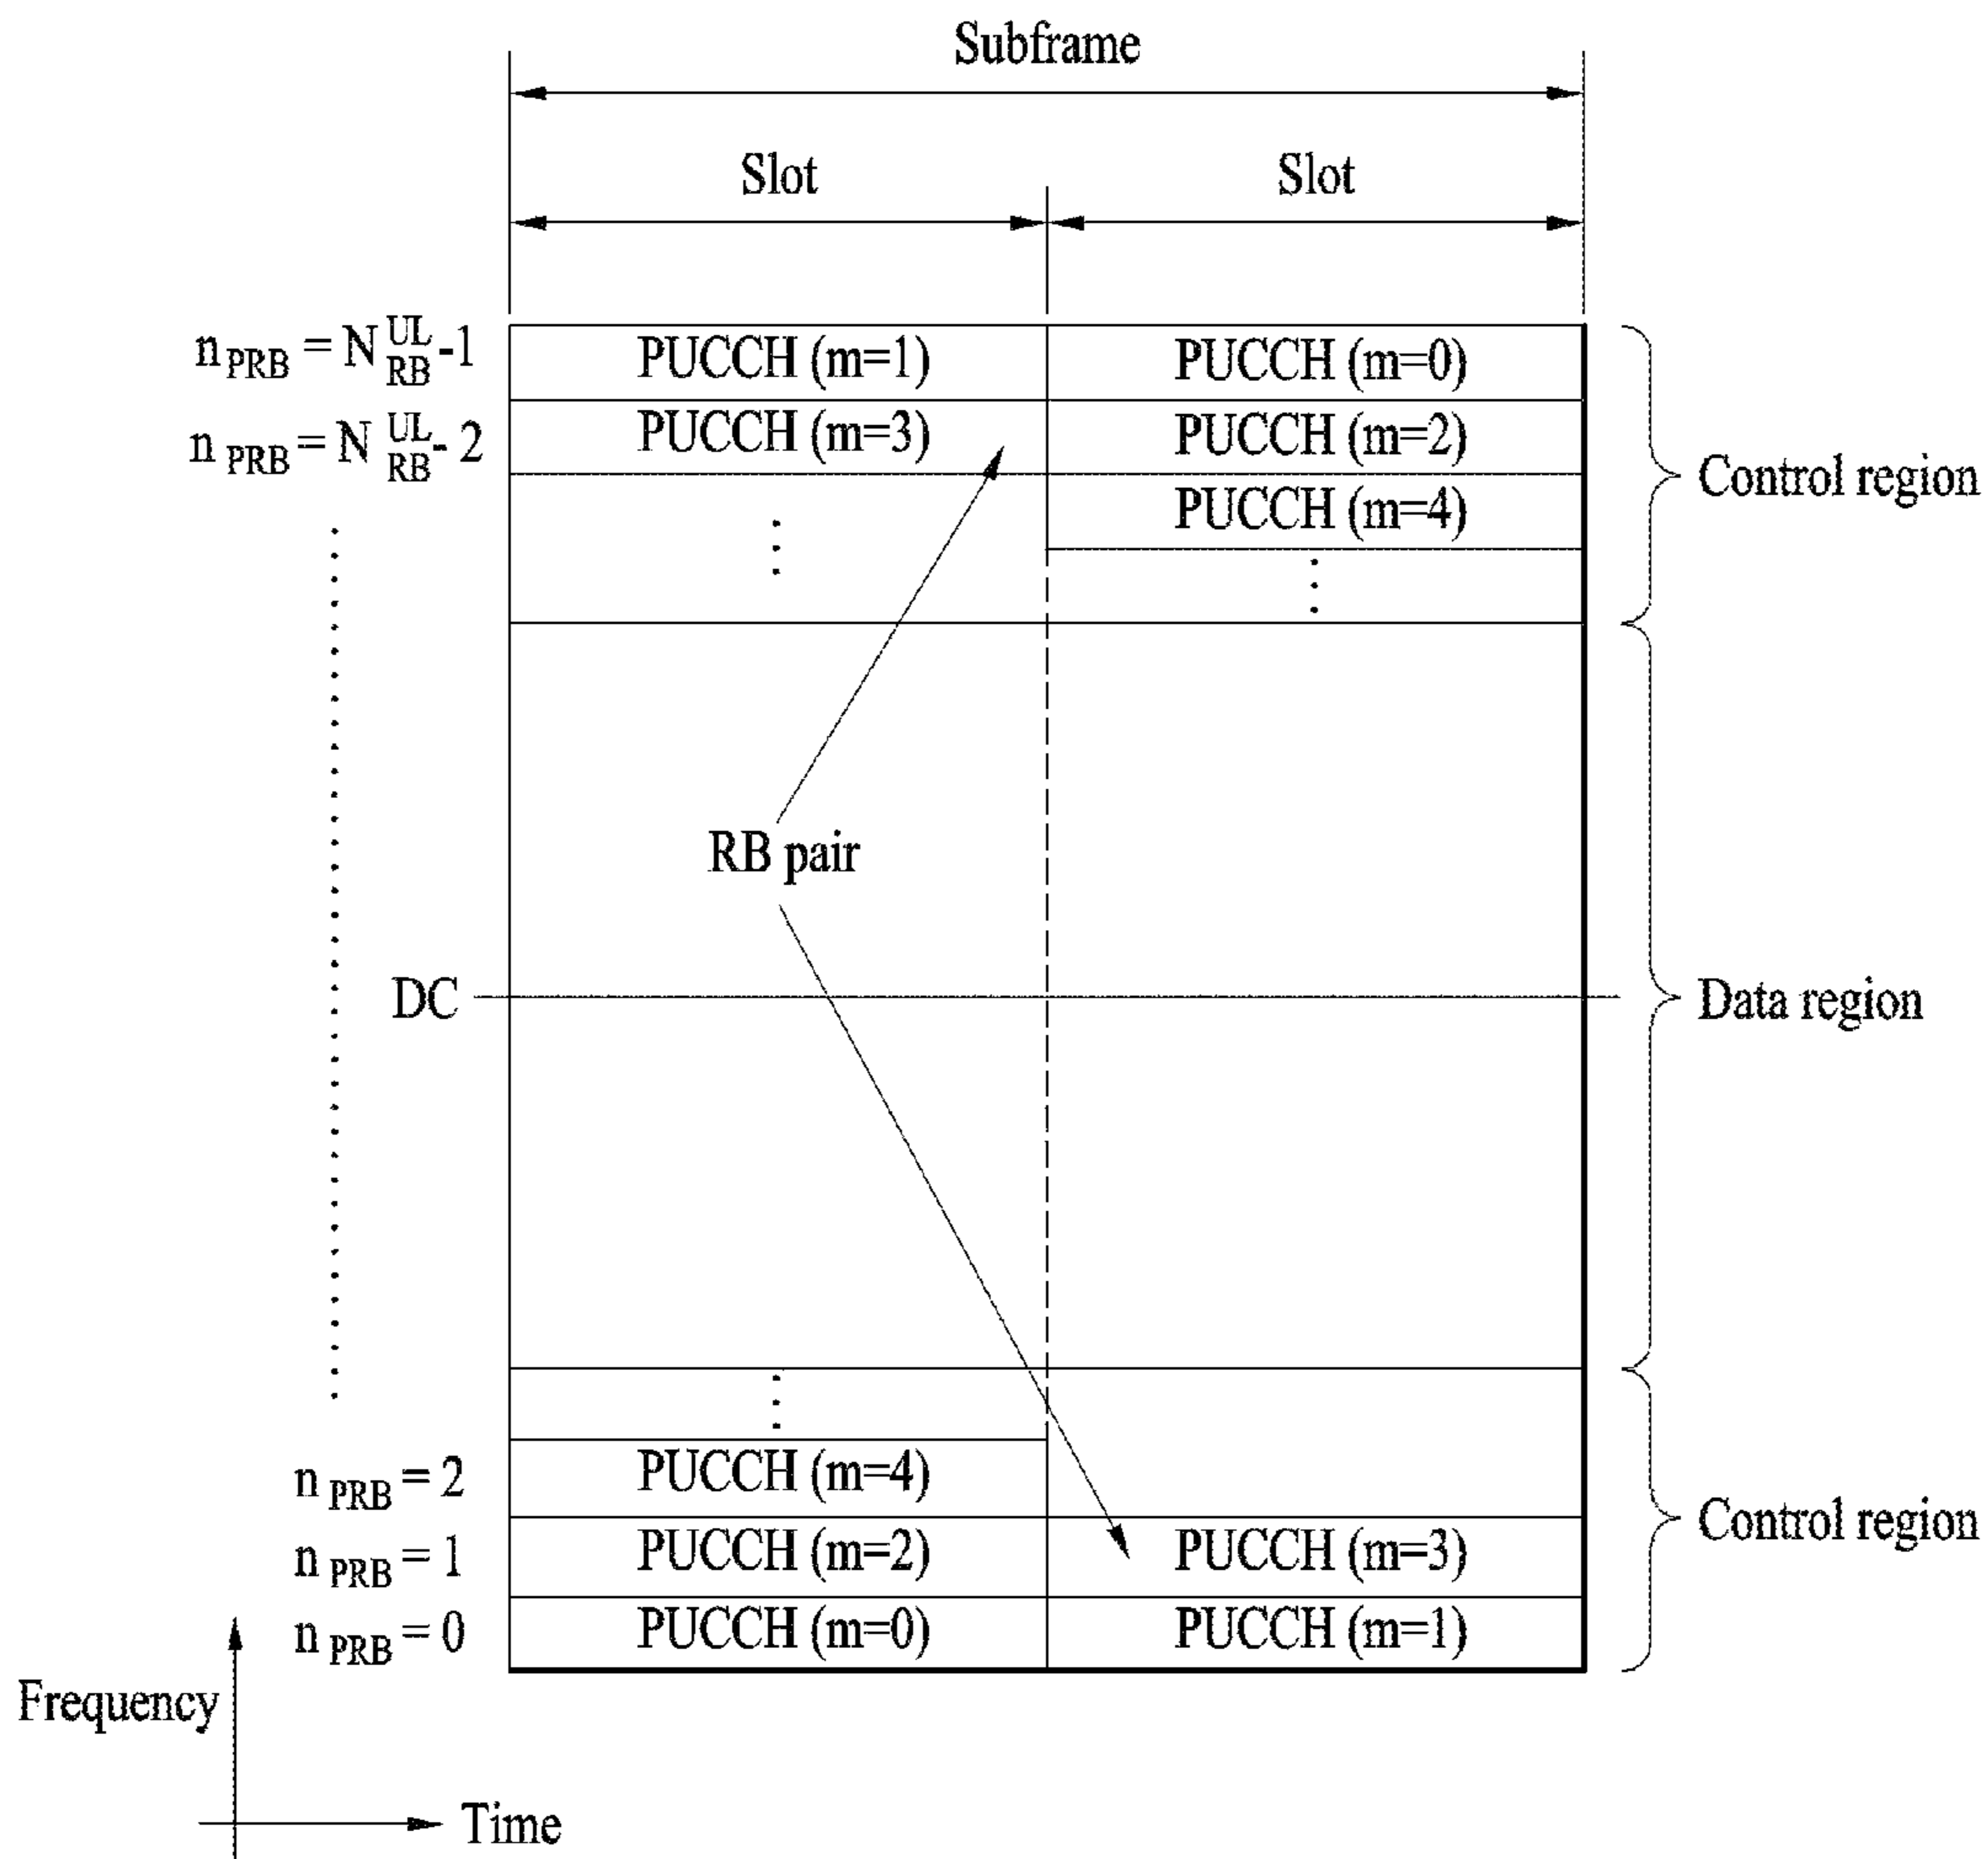 Subframe
Slot Slot
n PRB = N UL RB -1 PUCCH (m=1) PUCCH (m=0)
n PRB = N UL RB - 2 PUCCH (m=3) PUCCH (m=2)
Control region
PUCCH (m=4)
RB pair
DC
Data region
n PRB = 2 PUCCH (m=4)
Control region
n PRB = 1 PUCCH (m=2) PUCCH (m=3)
n PRB = 0 PUCCH (m=0) PUCCH (m=1)
Frequency
Time